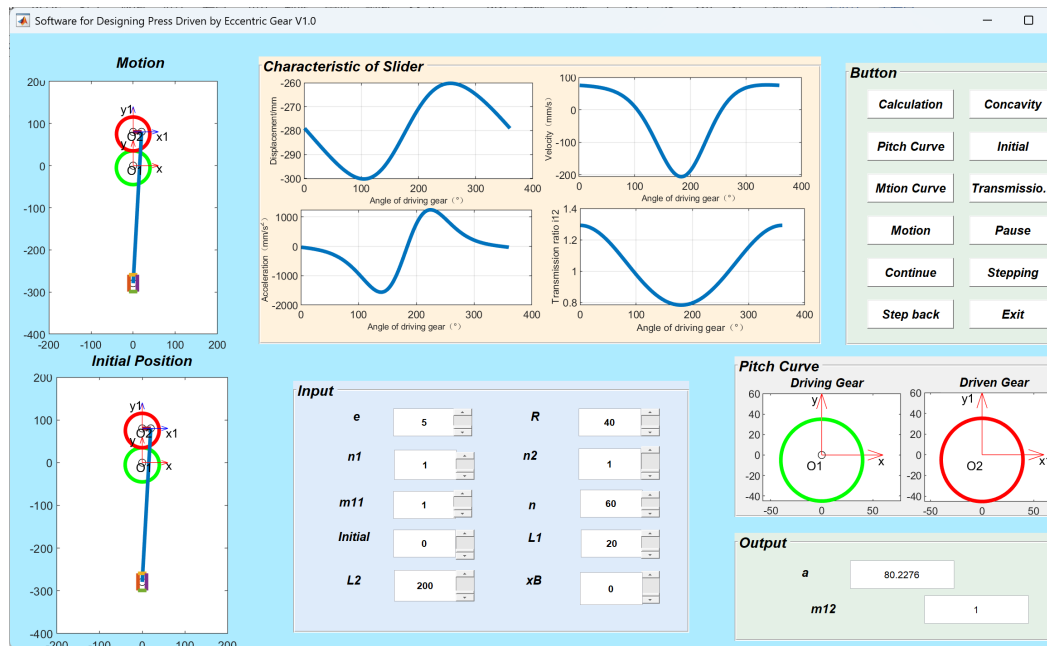 Software for Designing Press Driven by Eccentric Gear V1.0
Motion
200
100
0
-100
-200
-300
-400
-200 -100 0 100 200
y1
O2
x1
y
O1
x
Initial Position
200
100
0
-100
-200
-300
-400
-200 -100 0 100 200
y1
O2
x1
y
O1
x
Characteristic of Slider
Displacement/mm
-260
-270
-280
-290
-300
0 100 200 300 400
Angle of driving gear (°)
Velocity (mm/s)
100
0
-100
-200
0 100 200 300 400
Angle of driving gear (°)
Acceleration (mm/s²)
1000
0
-1000
-2000
0 100 200 300 400
Angle of driving gear (°)
Transmission ratio i12
1.4
1.2
1
0.8
0 100 200 300 400
Angle of driving gear (°)
Button
Calculation Concavity
Pitch Curve Initial
Mtion Curve Transmissio.
Motion Pause
Continue Stepping
Step back Exit
Input
e 5 R 40
n1 1 n2 1
m11 1 n 60
Initial 0 L1 20
L2 200 xB 0
Pitch Curve
Driving Gear
60
40
20
0
-20
-40
-50 0 50
y
O1
x
Driven Gear
60
40
20
0
-20
-40
-50 0 50
y1
O2
x
Output
a 80.2276
m12 1